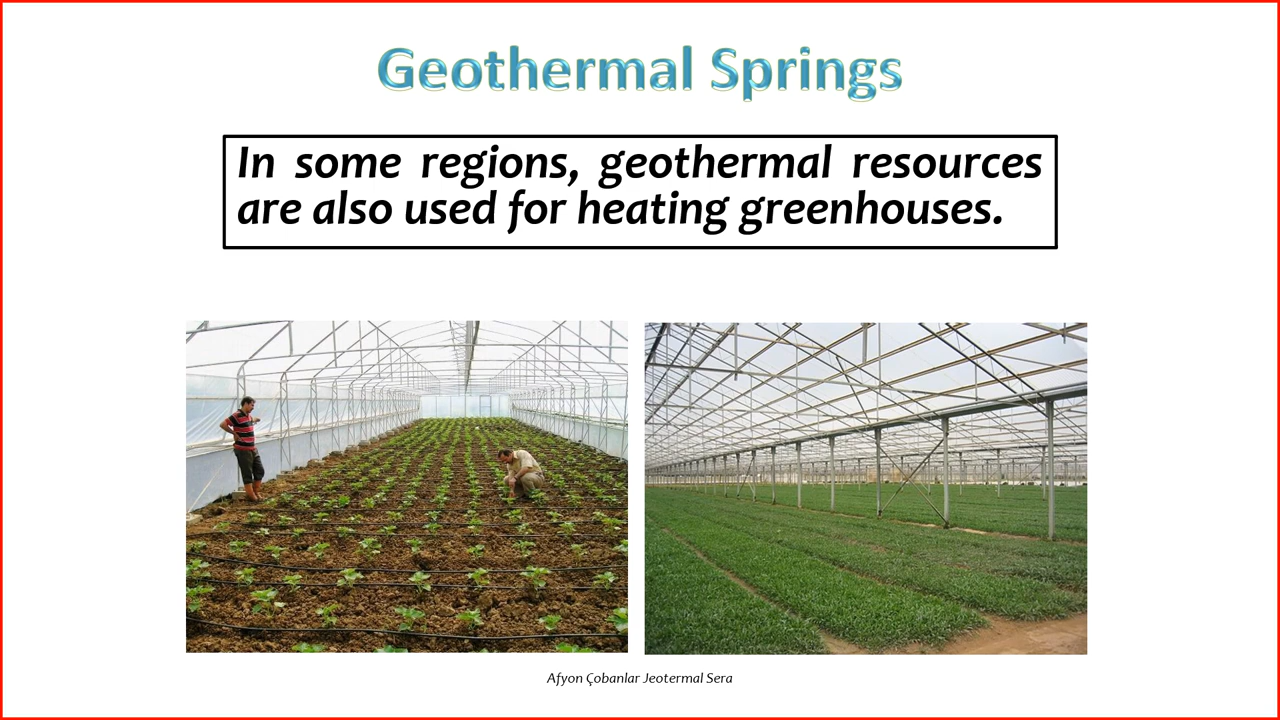 Geothermal Springs
In some regions, geothermal resources
are also used for heating greenhouses.
Afyon Çobanlar Jeotermal Sera